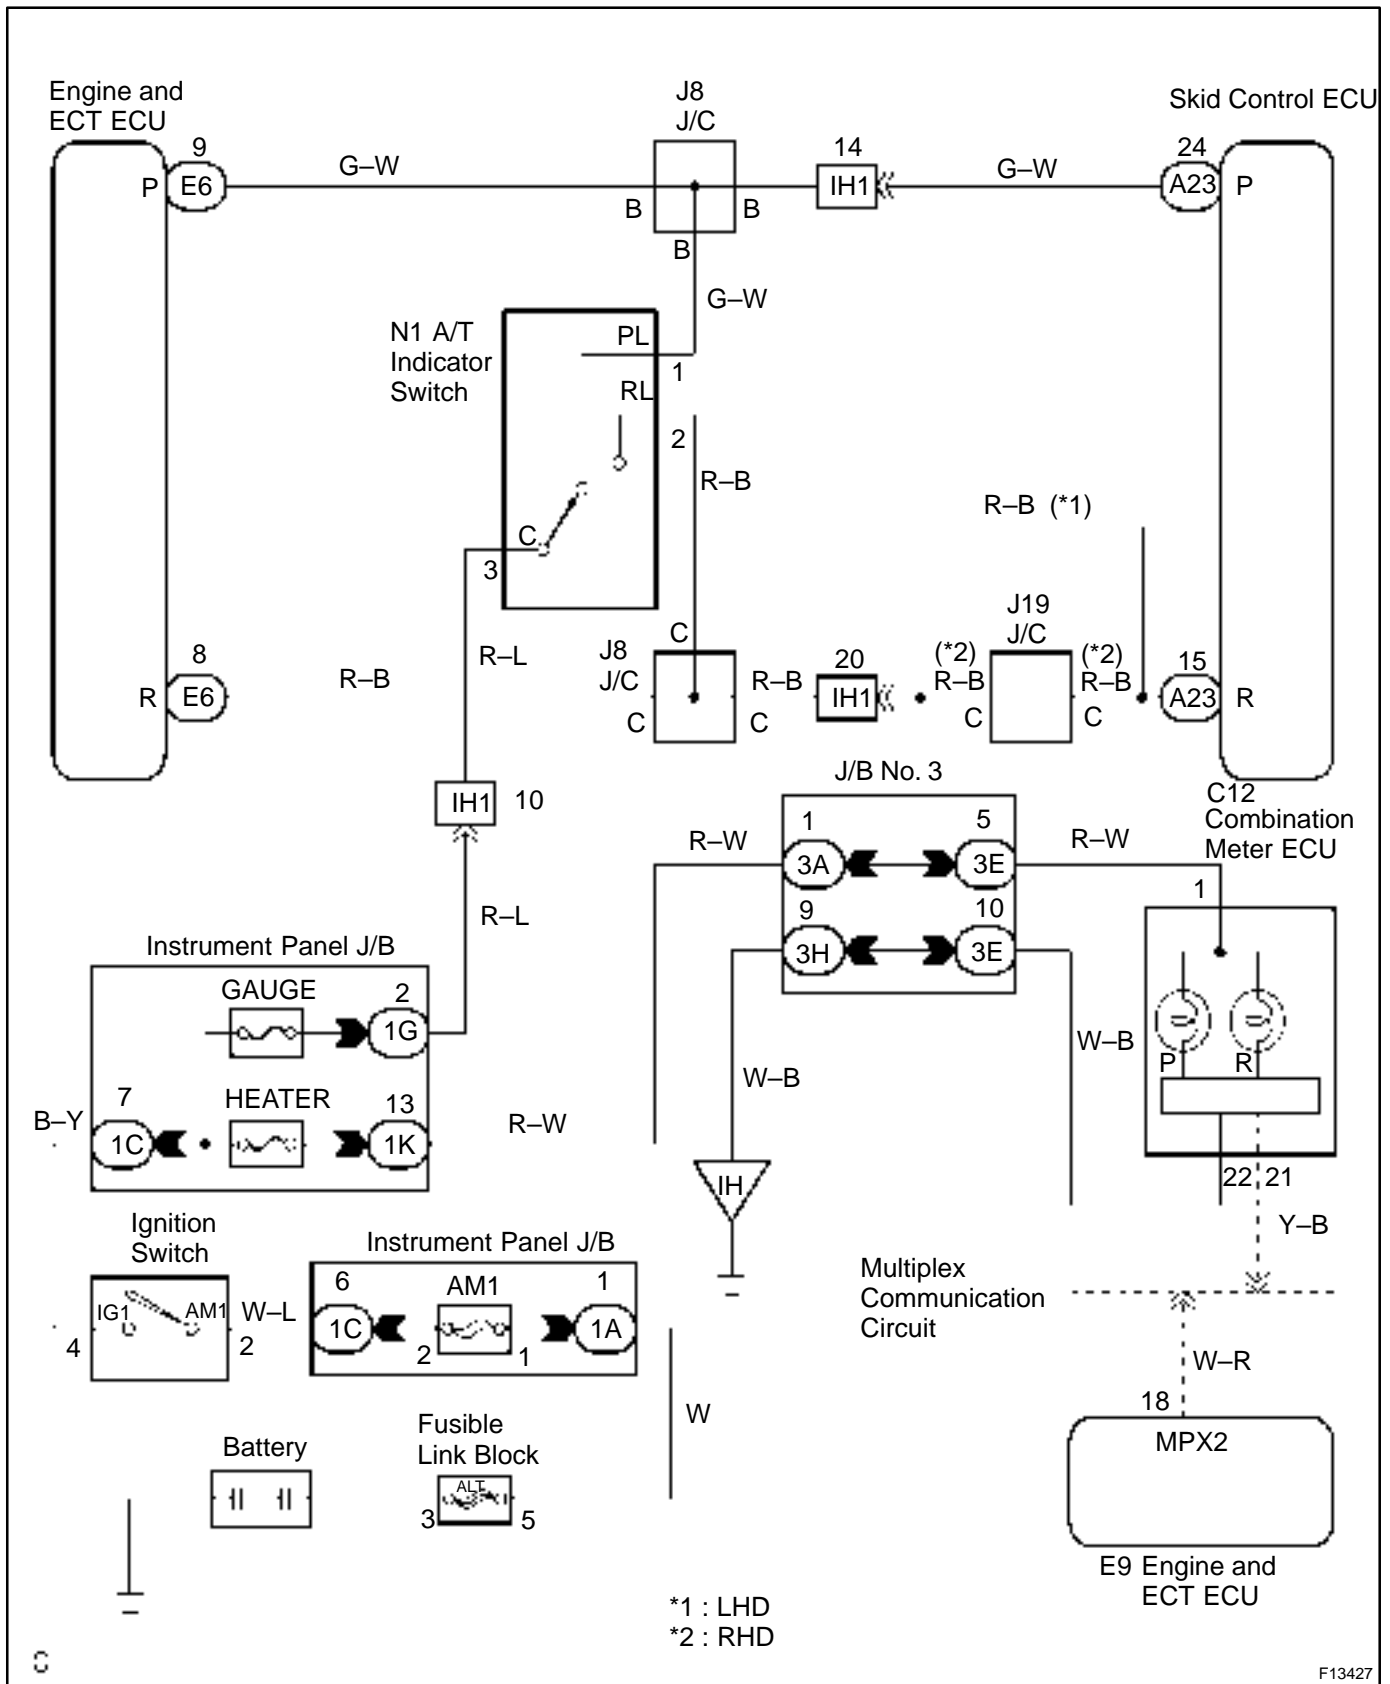 Engine and
ECT ECU
J8
J/C
Skid Control ECU
9
G–W
14
G–W
24
P
E6
IH1
A23
P
B
B
B
G–W
N1 A/T
Indicator
Switch
PL
1
RL
2
R–B
C
3
R–B (*1)
J19
J/C
8
R–B
R–L
J8
J/C
C
20
(*2)
(*2)
15
R–B
R–B
R–B
R
E6
IH1
A23
R
C
C
C
C
J/B No. 3
IH1
10
C12
Combination
Meter ECU
1
5
R–W
R–W
3A
3E
1
9
10
R–L
3H
3E
Instrument Panel J/B
GAUGE
2
1G
W–B
W–B
P
R
7
HEATER
13
B–Y
R–W
1C
1K
IH
22
21
Ignition
Switch
Y–B
Instrument Panel J/B
Multiplex
Communication
Circuit
6
AM1
1
IG1
AM1
W–L
1C
1A
4
2
2
1
W–R
18
W
Fusible
Link Block
Battery
MPX2
ALT
3
5
E9 Engine and
ECT ECU
*1 : LHD
*2 : RHD
F13427